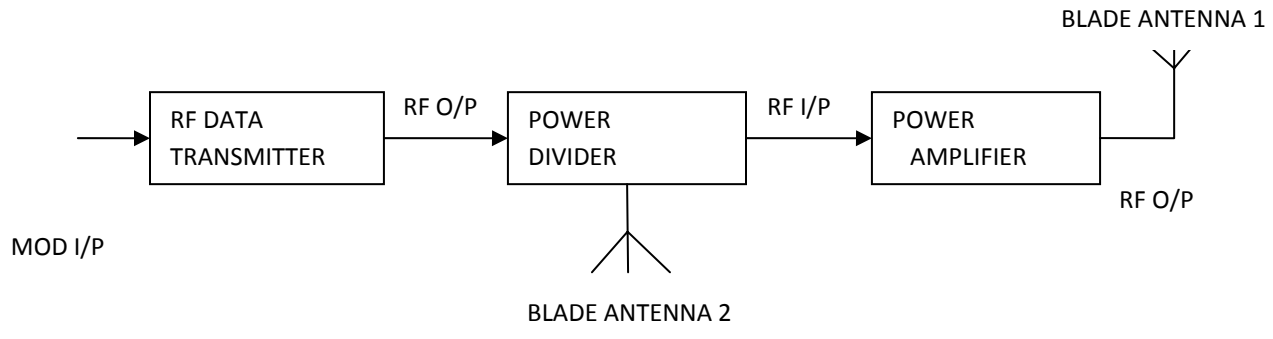 BLADE ANTENNA 1
RF DATA
TRANSMITTER
RF O/P
POWER
DIVIDER
RF I/P
POWER
AMPLIFIER
RF O/P
MOD I/P
BLADE ANTENNA 2